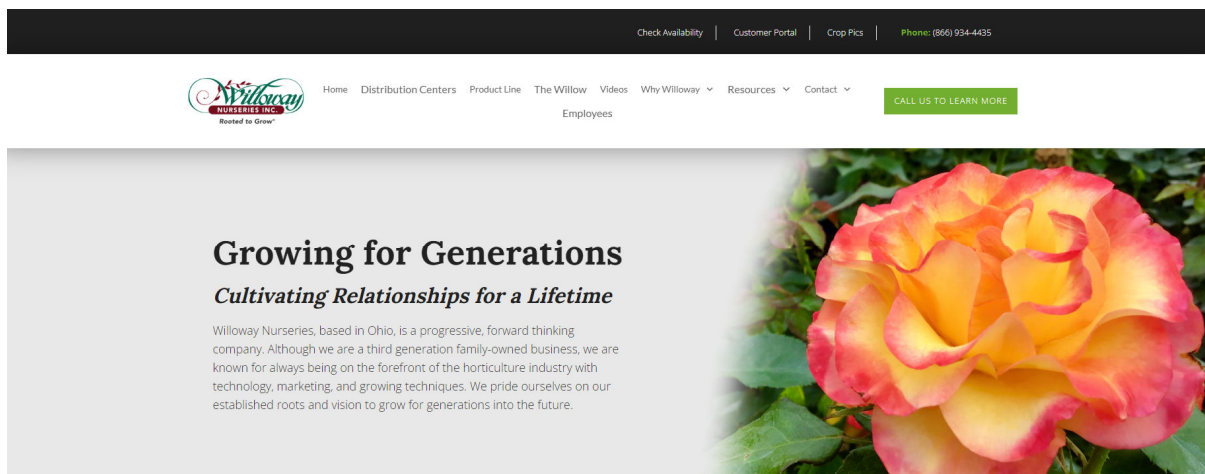 Check Availability
Customer Portal
Crop Pics
Phone: (866) 934-4435
Willoway
NURSERIES INC.
Rooted to Grow®
Home Distribution Centers Product Line The Willow Videos Why Willoway Resources Contact
Employees
CALL US TO LEARN MORE
Growing for Generations
Cultivating Relationships for a Lifetime
Willoway Nurseries, based in Ohio, is a progressive, forward thinking
company. Although we are a third generation family-owned business, we are
known for always being on the forefront of the horticulture industry with
technology, marketing, and growing techniques. We pride ourselves on our
established roots and vision to grow for generations into the future.